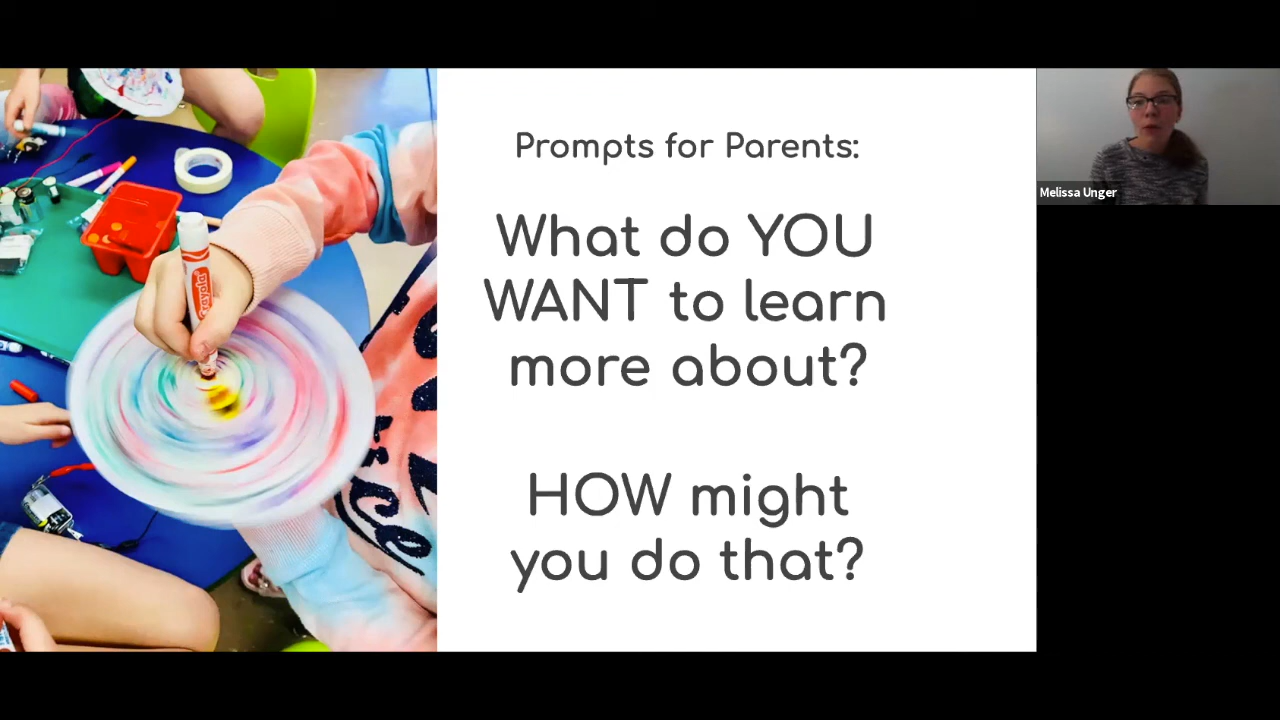 Prompts for Parents:
What do YOU
WANT to learn
more about?
HOW might
you do that?
Melissa Unger
Crayola